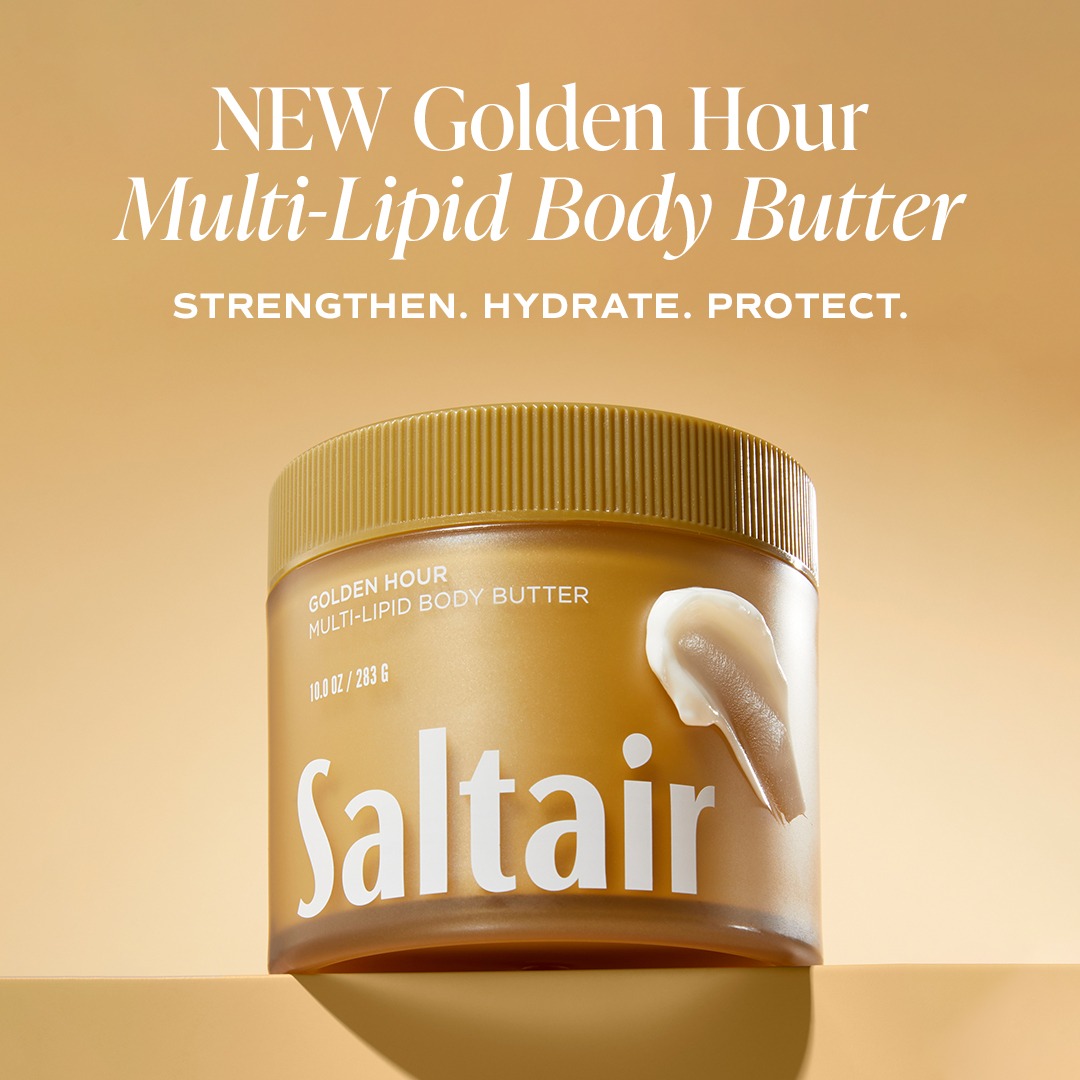 NEW Golden Hour
Multi-Lipid Body Butter
STRENGTHEN. HYDRATE. PROTECT.
GOLDEN HOUR
MULTI-LIPID BODY BUTTER
10.0 OZ / 283 G
Saltair